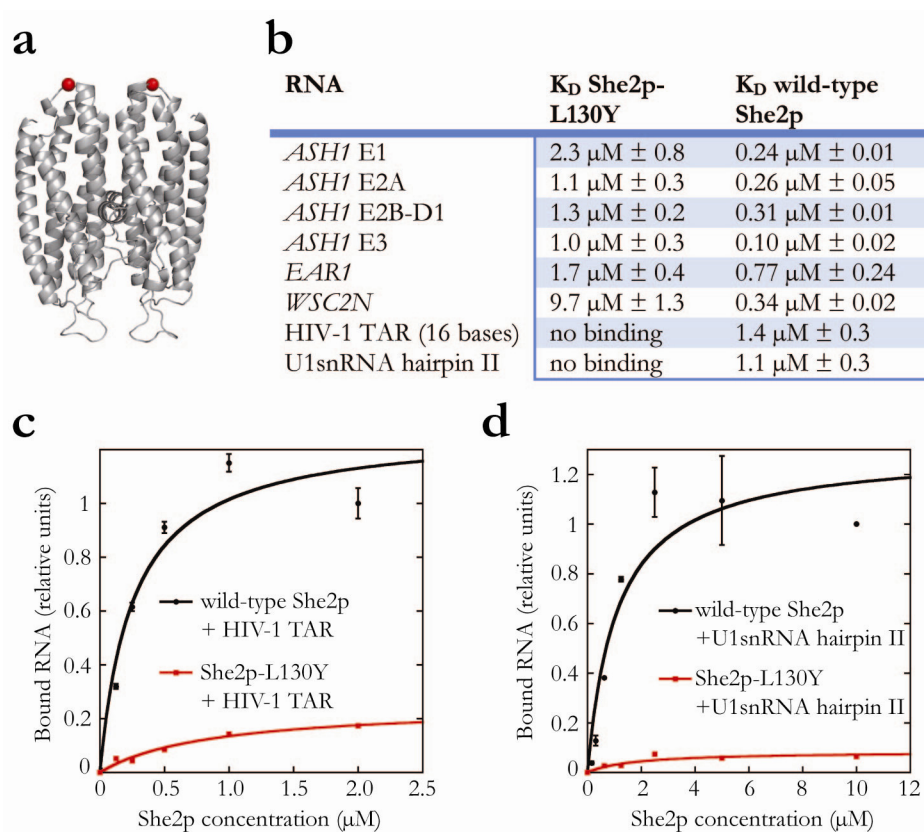 a
b
RNA
K_D She2p-L130Y
K_D wild-type She2p
ASH1 E1 2.3 µM ± 0.8 0.24 µM ± 0.01
ASH1 E2A 1.1 µM ± 0.3 0.26 µM ± 0.05
ASH1 E2B-D1 1.3 µM ± 0.2 0.31 µM ± 0.01
ASH1 E3 1.0 µM ± 0.3 0.10 µM ± 0.02
EAR1 1.7 µM ± 0.4 0.77 µM ± 0.24
WSC2N 9.7 µM ± 1.3 0.34 µM ± 0.02
HIV-1 TAR (16 bases) no binding 1.4 µM ± 0.3
U1snRNA hairpin II no binding 1.1 µM ± 0.3
c
Bound RNA (relative units)
1
0.8
0.6
0.4
0.2
0
wild-type She2p
+ HIV-1 TAR
She2p-L130Y
+ HIV-1 TAR
0 0.5 1.0 1.5 2.0 2.5
She2p concentration (µM)
d
Bound RNA (relative units)
1.2
1
0.8
0.6
0.4
0.2
0
wild-type She2p
+U1snRNA hairpin II
She2p-L130Y
+U1snRNA hairpin II
0 2 4 6 8 10 12
She2p concentration (µM)